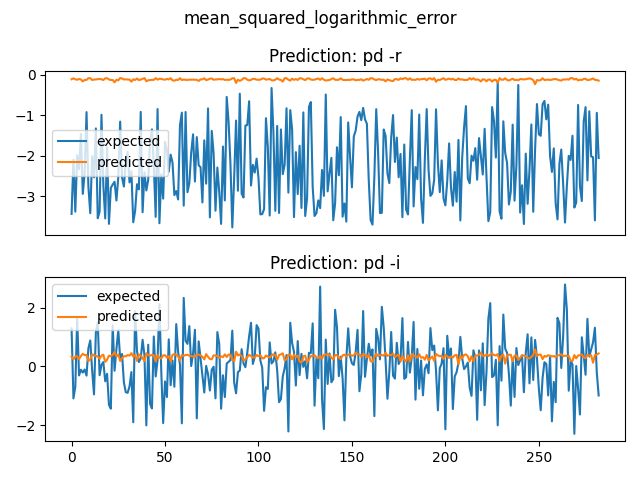 mean_squared_logarithmic_error
Prediction: pd -r
0
−1
−2
−3
expected
predicted
Prediction: pd -i
2
0
−2
expected
predicted
0
50
100
150
200
250